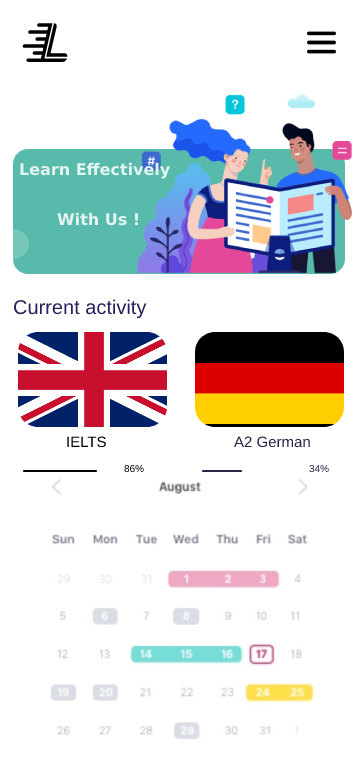 ?
=
#
Learn Effectively
With Us !
Current activity
IELTS A2 German
86% 34%
August
Sun Mon Tue Wed Thu Fri Sat
29 30 31 1 2 3 4
5 6 7 8 9 10 11
12 13 14 15 16 17 18
19 20 21 22 23 24 25
26 27 28 29 30 31 1